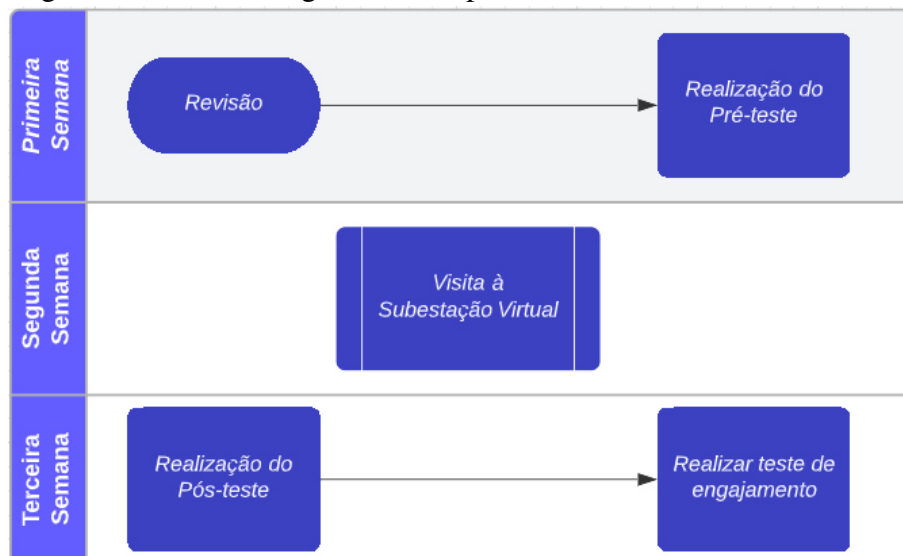 Primeira
Semana
Revisão
Realização do
Pré-teste
Segunda
Semana
Visita à
Subestação Virtual
Terceira
Semana
Realização do
Pós-teste
Realizar teste de
engajamento